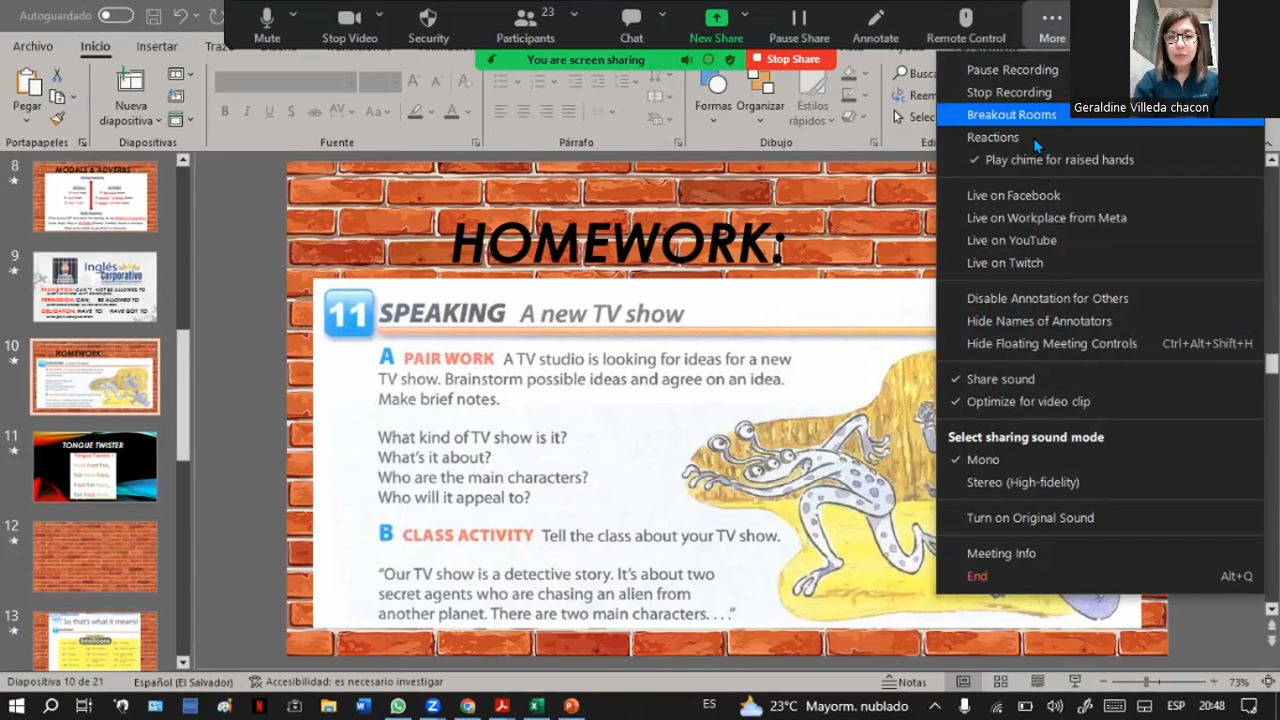 Autoguardado
Mute
Stop Video
Security
Participants
23
Chat
New Share
Pause Share
Annotate
Remote Control
More
You are screen sharing
Stop Share
Archivo
Inicio
Insertar
Pegar
Nueva
diapositiva
N
K
S
Formas
Organizar
Estilos
rápidos
Portapapeles
Diapositivas
Fuente
Párrafo
Pause Recording
Stop Recording
Breakout Rooms
Reactions
Play chime for raised hands
on Facebook
Live on Workplace from Meta
Live on YouTube
Live on Twitch
Disable Annotation for Others
Hide Names of Annotators
Hide Floating Meeting Controls Ctrl+Alt+Shift+H
Share sound
Optimize for video clip
Select sharing sound mode
Mono
Stereo (High-fidelity)
Turn on Original Sound
Meeting Info
End Alt+Q
Geraldine Villeda chacon
8
MODALS & ADVERBS
9
Inglés
Corporativo
10
HOMEWORK:
11
TONGUE TWISTER
12
13
So that's what it means!
HOMEWORK:
11 SPEAKING A new TV show
A PAIR WORK A TV studio is looking for ideas for a new
TV show. Brainstorm possible ideas and agree on an idea.
Make brief notes.
What kind of TV show is it?
What's it about?
Who are the main characters?
Who will it appeal to?
B CLASS ACTIVITY Tell the class about your TV show.
"Our TV show is a detective story. It's about two
secret agents who are chasing an alien from
another planet. There are two main characters. . . ."
Diapositiva 10 de 21
Español (El Salvador)
Accesibilidad: es necesario investigar
Notas
73%
ES
23°C Mayorm. nublado
ESP
20:48